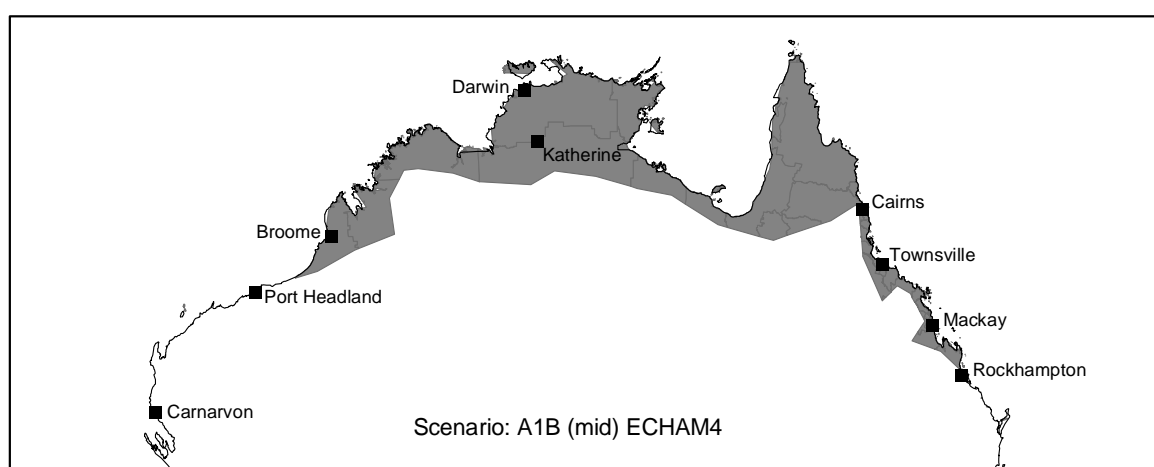 Darwin
Katherine
Cairns
Broome
Townsville
Port Headland
Mackay
Rockhampton
Carnarvon
Scenario: A1B (mid) ECHAM4